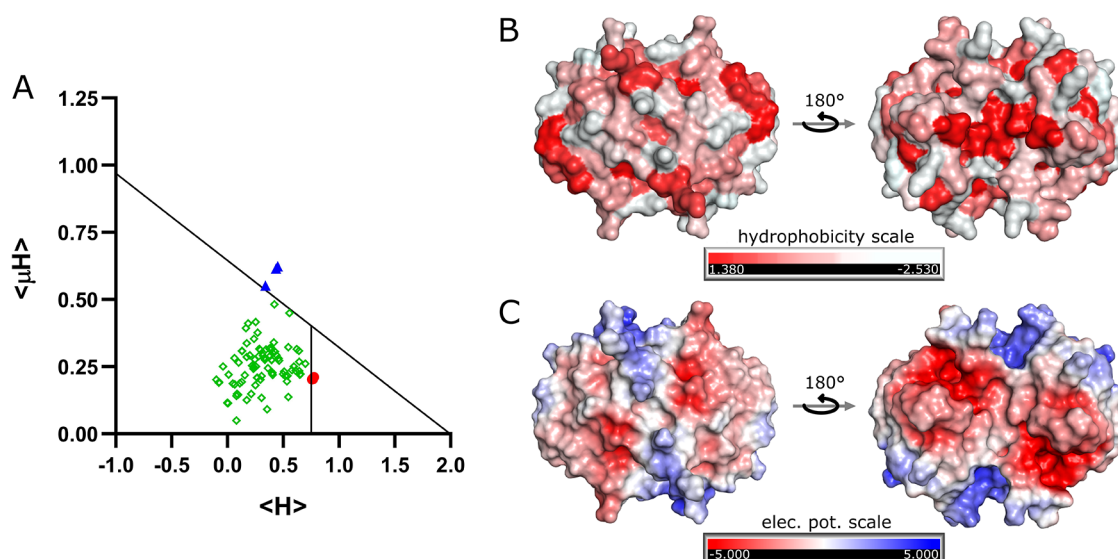 A
1.25
1.00
0.75
0.50
0.25
0.00
<μH>
-1.0 -0.5 0.0 0.5 1.0 1.5 2.0
<H>
B
180°
hydrophobicity scale
1.380 -2.530
C
180°
elec. pot. scale
-5.000 5.000